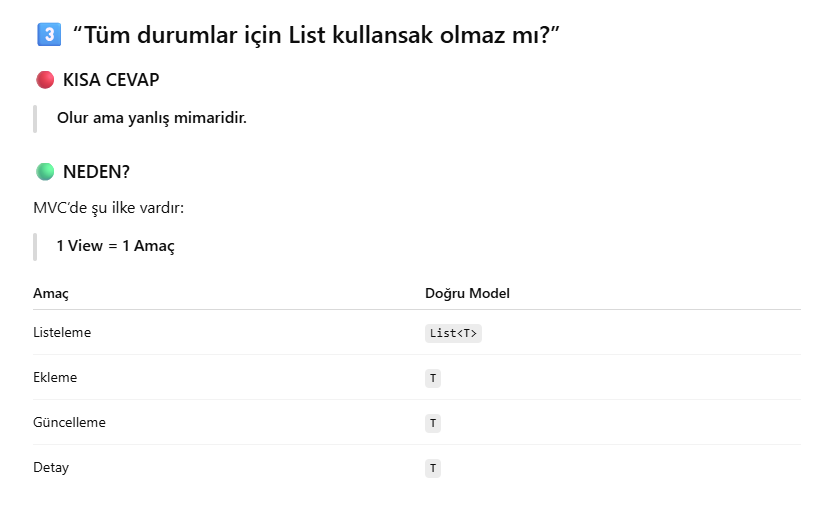 3 “Tüm durumlar için List kullansak olmaz mı?”
KISA CEVAP
Olur ama yanlış mimaridir.
NEDEN?
MVC’de şu ilke vardır:
1 View = 1 Amaç
Amaç Doğru Model
Listeleme List<T>
Ekleme T
Güncelleme T
Detay T